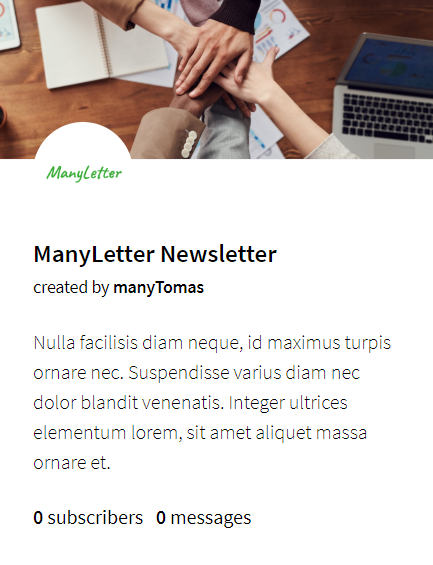 ManyLetter
ManyLetter Newsletter
created by manyTomas
Nulla facilisis diam neque, id maximus turpis
ornare nec. Suspendisse varius diam nec
dolor blandit venenatis. Integer ultrices
elementum lorem, sit amet aliquet massa
ornare et.
0 subscribers 0 messages